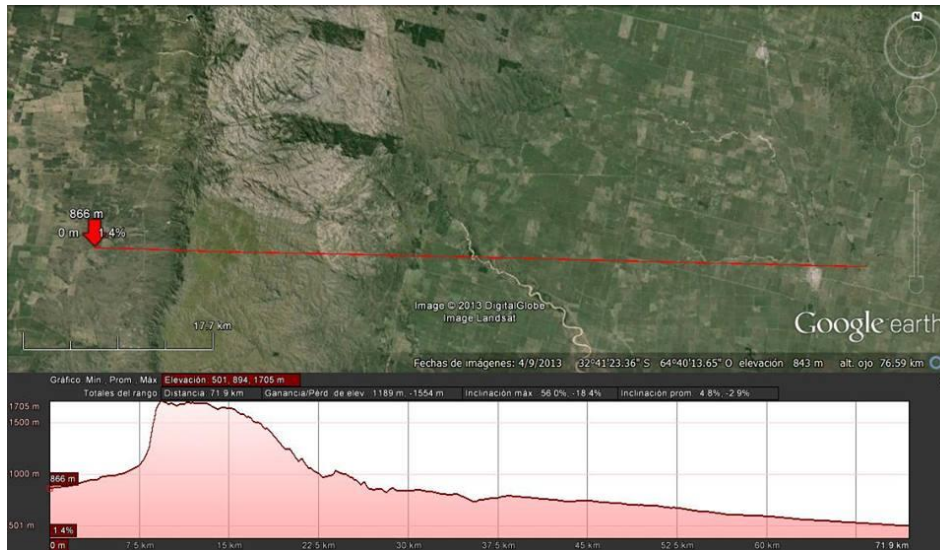 N
866 m
0 m 1.4%
Image © 2013 DigitalGlobe
Image Landsat
17.7 km
Google earth
Fechas de imágenes: 4/9/2013 32°41'23.36" S 64°40'13.65" O elevación 843 m alt. ojo 76.59 km
Gráfico: Min., Prom., Máx Elevación: 501, 894, 1705 m
Totales del rango: Distancia: 71.9 km Ganancia/Pérd. de elev.: 1189 m, -1554 m Inclinación máx.: 56.0%, -18.4% Inclinación prom.: 4.8%, -2.9%
1705 m
1500 m
1000 m
866 m
501 m
1.4%
0 m 7.5 km 15 km 22.5 km 30 km 37.5 km 45 km 52.5 km 60 km 71.9 km